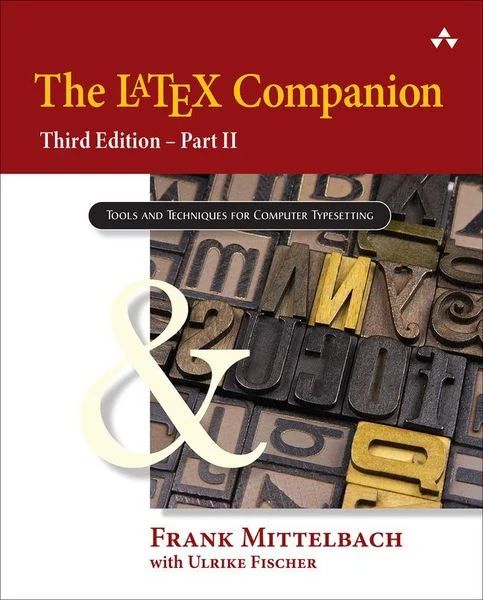 The LATEX Companion
Third Edition – Part II
TOOLS AND TECHNIQUES FOR COMPUTER TYPESETTING
&
FRANK MITTELBACH
with ULRIKE FISCHER